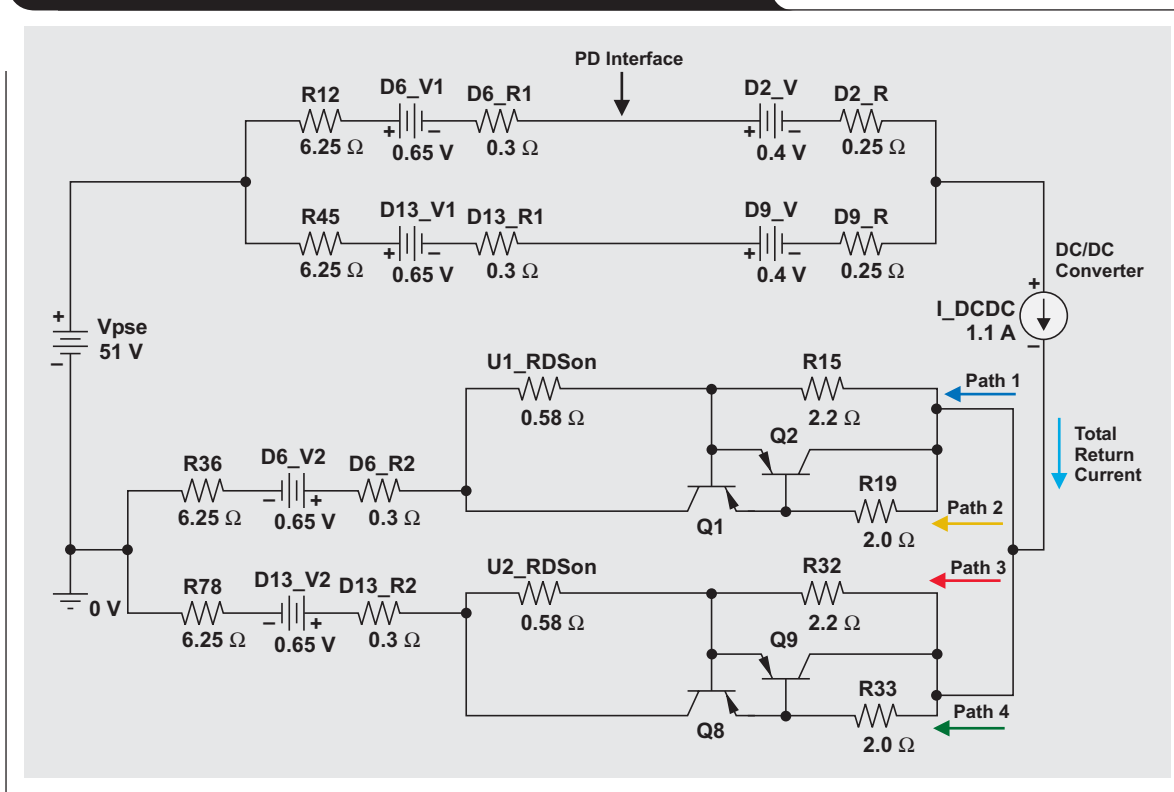 PD Interface
R12
6.25 Ω
D6_V1
+ −
0.65 V
D6_R1
0.3 Ω
D2_V
+ −
0.4 V
D2_R
0.25 Ω
R45
6.25 Ω
D13_V1
+ −
0.65 V
D13_R1
0.3 Ω
D9_V
+ −
0.4 V
D9_R
0.25 Ω
DC/DC
Converter
+
I_DCDC
1.1 A
−
+
Vpse
51 V
−
U1_RDSon
0.58 Ω
R15
2.2 Ω
Path 1
Q2
Total
Return
Current
R36
6.25 Ω
D6_V2
− +
0.65 V
D6_R2
0.3 Ω
Q1
R19
2.0 Ω
Path 2
U2_RDSon
0.58 Ω
R32
2.2 Ω
Path 3
0 V
R78
6.25 Ω
D13_V2
− +
0.65 V
D13_R2
0.3 Ω
Q9
Q8
R33
2.0 Ω
Path 4